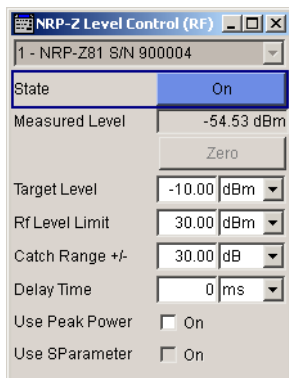 NRP-Z Level Control (RF)
1 - NRP-Z81 S/N 900004
State On
Measured Level -54.53 dBm
Zero
Target Level -10.00 dBm
Rf Level Limit 30.00 dBm
Catch Range +/- 30.00 dB
Delay Time 0 ms
Use Peak Power On
Use SParameter On